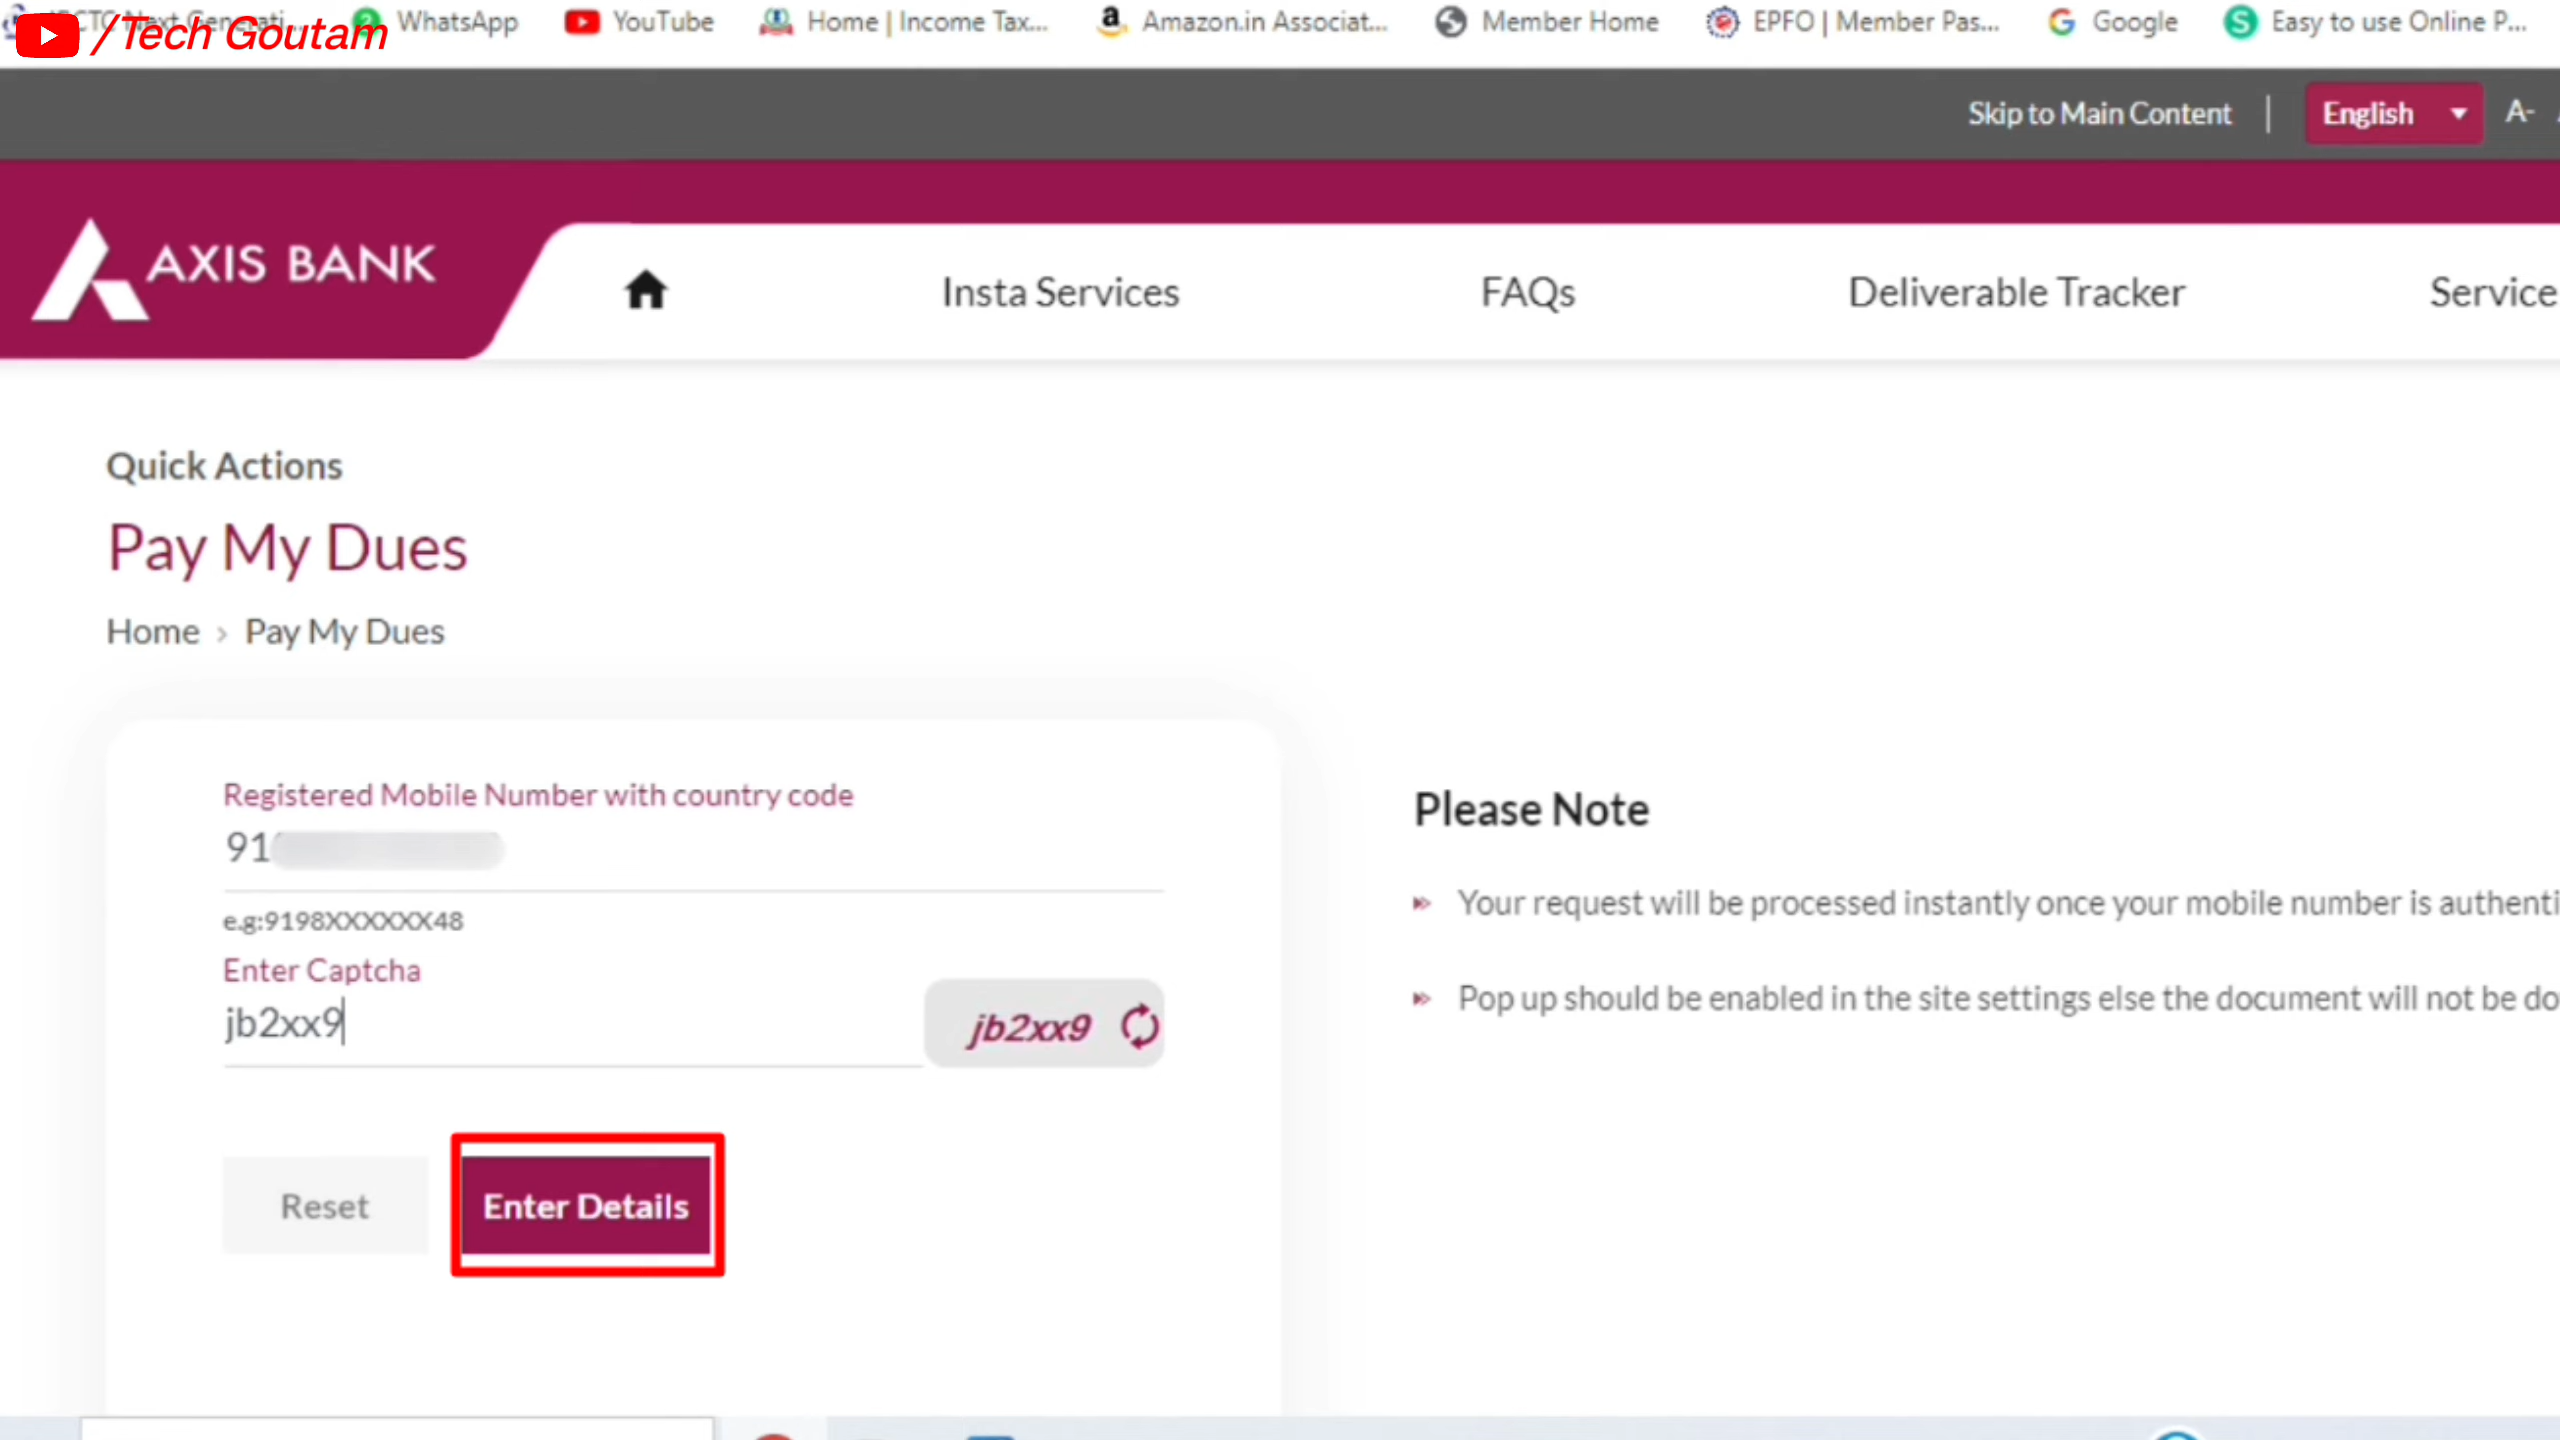 /Tech Goutam
WhatsApp
YouTube
Home | Income Tax...
Amazon.in Associat...
Member Home
EPFO | Member Pas...
Google
Easy to use Online P...
Skip to Main Content
English
A-
AXIS BANK
Insta Services
FAQs
Deliverable Tracker
Service
Quick Actions
Pay My Dues
Home › Pay My Dues
Registered Mobile Number with country code
91
e.g:9198XXXXXX48
Enter Captcha
jb2xx9
jb2xx9
Reset
Enter Details
Please Note
Your request will be processed instantly once your mobile number is authenti
Pop up should be enabled in the site settings else the document will not be do